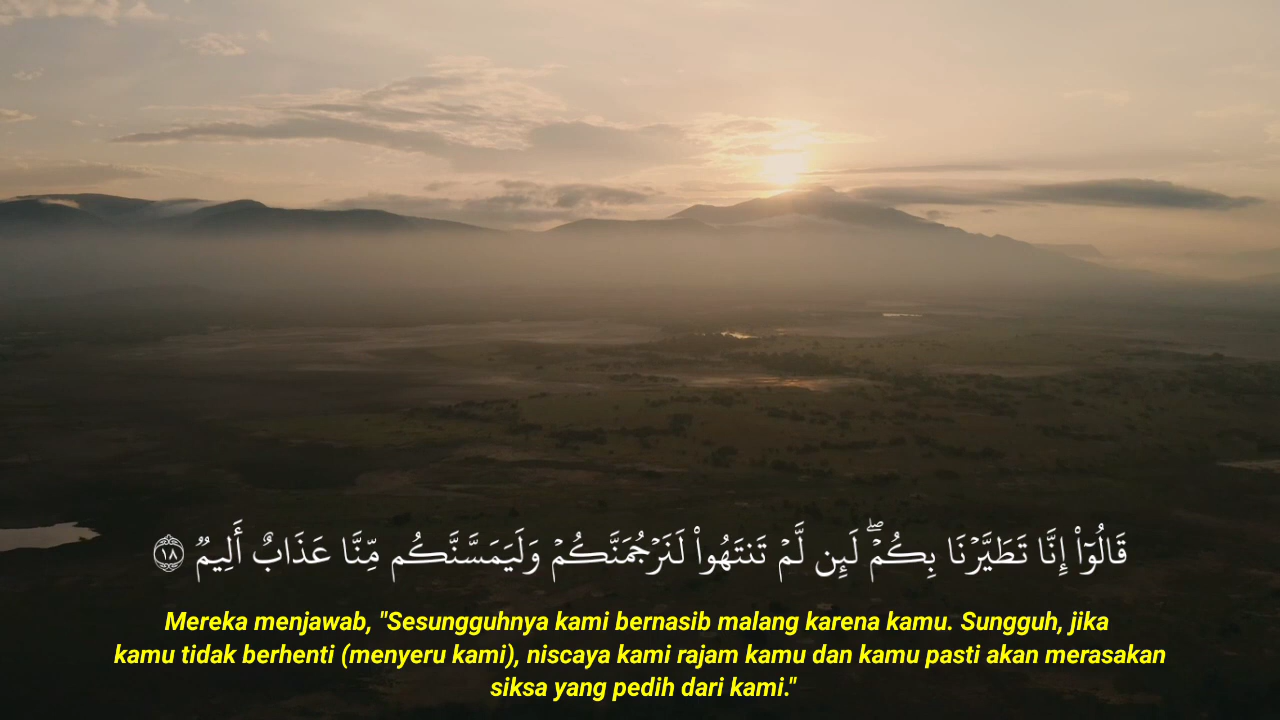 قَالُوٓا۟ إِنَّا تَطَيَّرْنَا بِكُمْ ۖ لَئِن لَّمْ تَنتَهُوا۟ لَنَرْجُمَنَّكُمْ وَلَيَمَسَّنَّكُم مِّنَّا عَذَابٌ أَلِيمٌ ١٨
Mereka menjawab, "Sesungguhnya kami bernasib malang karena kamu. Sungguh, jika
kamu tidak berhenti (menyeru kami), niscaya kami rajam kamu dan kamu pasti akan merasakan
siksa yang pedih dari kami."